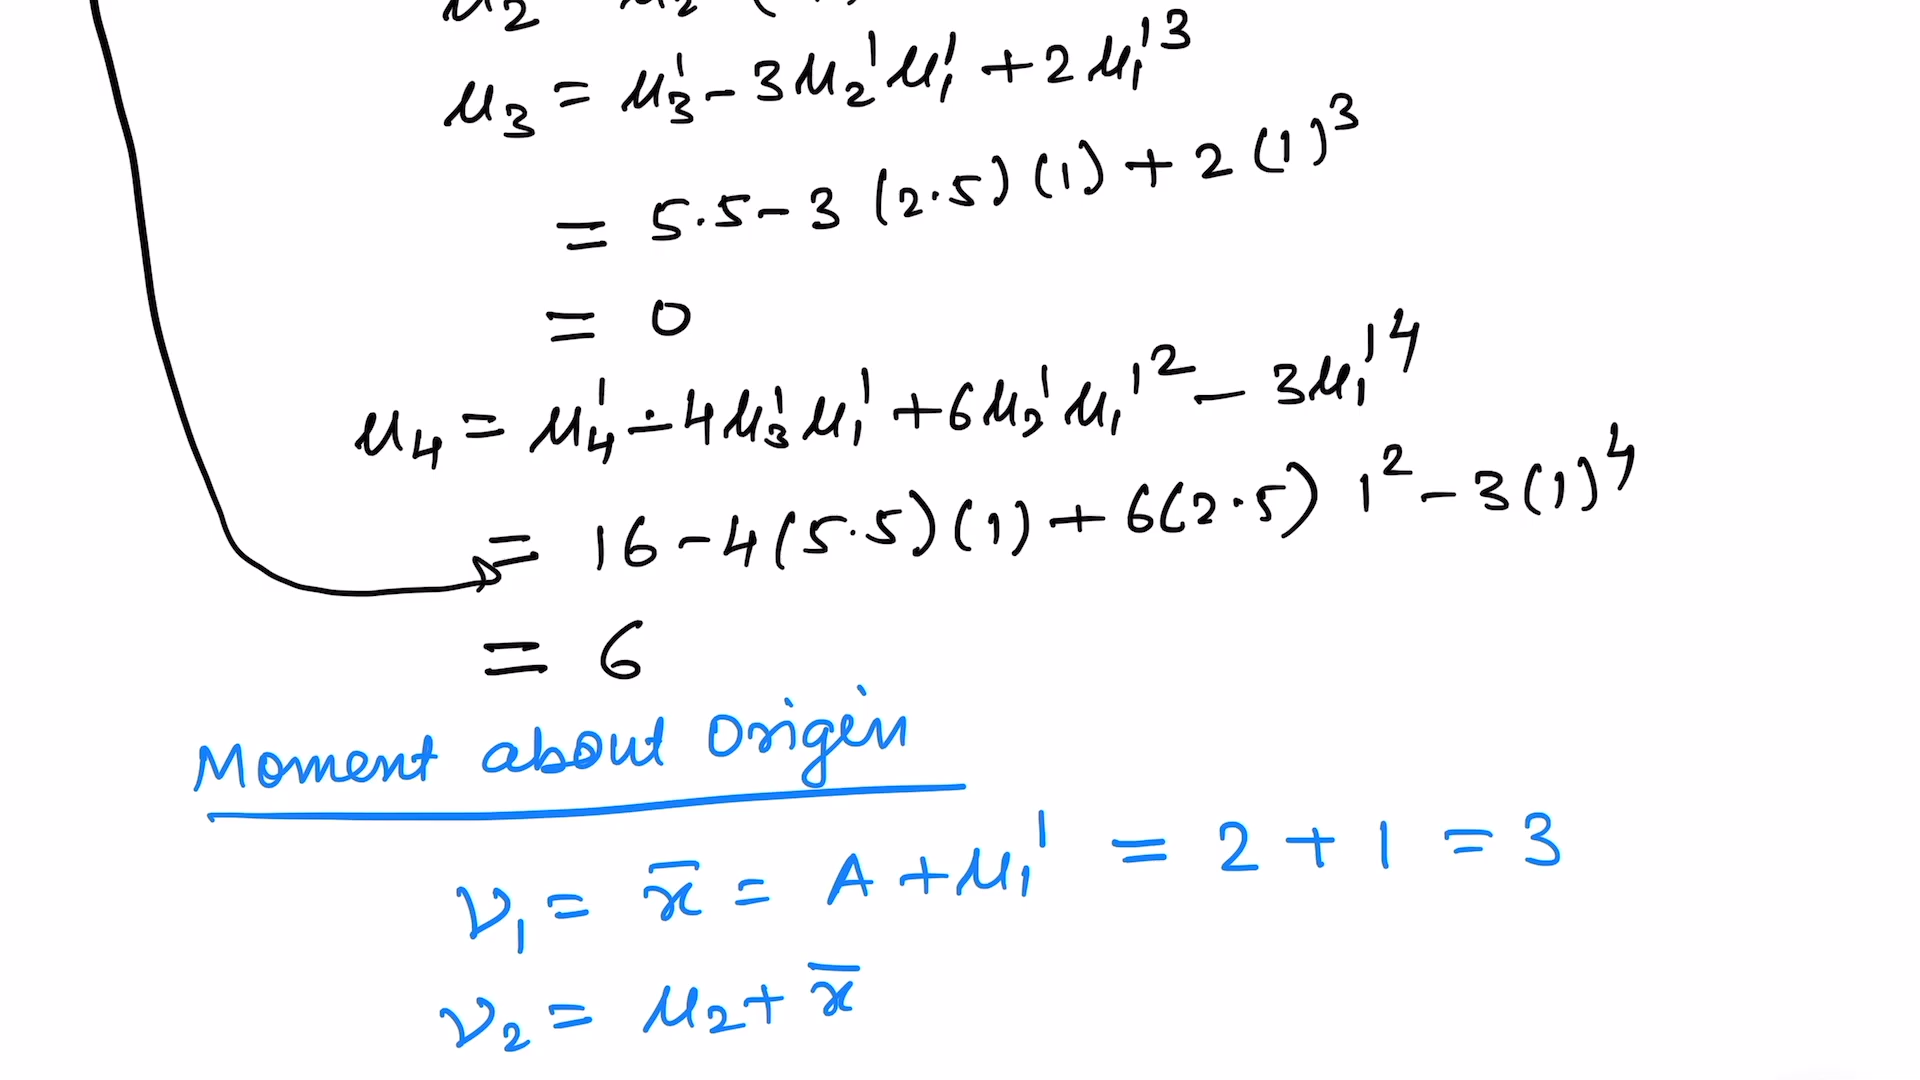 μ₃ = μ₃' - 3μ₂'μ₁' + 2μ₁'³
= 5.5 - 3 (2.5) (1) + 2 (1)³
= 0
μ₄ = μ₄' - 4μ₃'μ₁' + 6μ₂'μ₁'² - 3μ₁'⁴
= 16 - 4(5.5)(1) + 6(2.5) 1² - 3(1)⁴
= 6
Moment about Origin
ν₁ = x̄ = A + μ₁' = 2 + 1 = 3
ν₂ = μ₂ + x̄